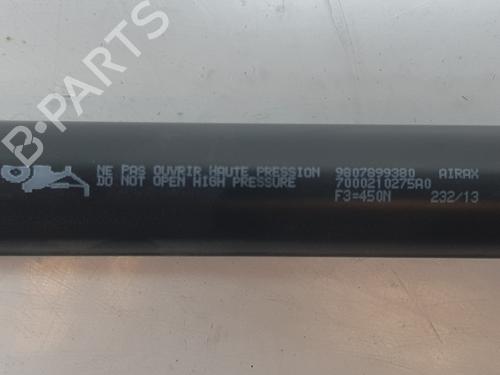 B-PARTS
NE PAS OUVRIR HAUTE PRESSION 9807899380 AIRAX
DO NOT OPEN HIGH PRESSURE 7000210275A0
F3=450N 232/13